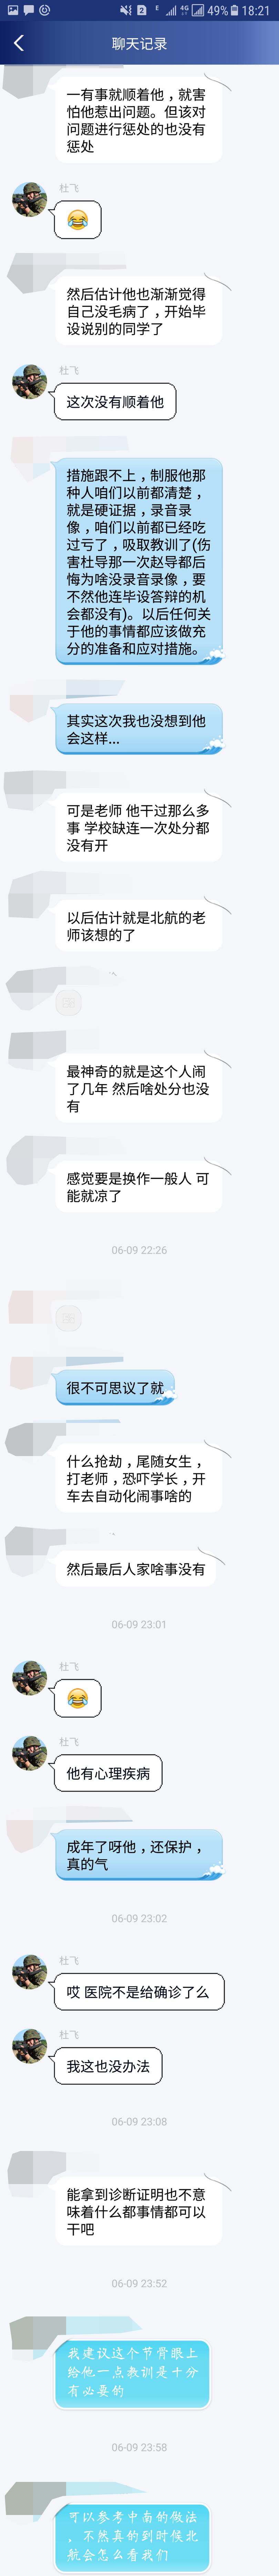 2
E
4G
49%
18:21
聊天记录
一有事就顺着他，就害
怕他惹出问题。但该对
问题进行惩处的也没有
惩处
杜飞
然后估计他也渐渐觉得
自己没毛病了，开始毕
设说别的同学了
杜飞
这次没有顺着他
措施跟不上，制服他那
种人咱们以前都清楚，
就是硬证据，录音录
像，咱们以前都已经吃
过亏了，吸取教训了(伤
害杜导那一次赵导都后
悔为啥没录音录像，要
不然他连毕设答辩的机
会都没有)。以后任何关
于他的事情都应该做充
分的准备和应对措施。
其实这次我也没想到他
会这样...
可是老师 他干过那么多
事 学校缺连一次处分都
没有开
以后估计就是北航的老
师该想的了
最神奇的就是这个人闹
了几年 然后啥处分也没
有
感觉要是换作一般人 可
能就凉了
06-09 22:26
很不可思议了就
什么抢劫，尾随女生，
打老师，恐吓学长，开
车去自动化闹事啥的
然后最后人家啥事没有
06-09 23:01
杜飞
杜飞
他有心理疾病
成年了呀他，还保护，
真的气
06-09 23:02
杜飞
哎 医院不是给确诊了么
杜飞
我这也没办法
06-09 23:08
能拿到诊断证明也不意
味着什么都事情都可以
干吧
06-09 23:52
我建议这个节骨眼上
给他一点教训是十分
有必要的
06-09 23:58
可以参考中南的做法
，不然真的到时候北
航会怎么看我们